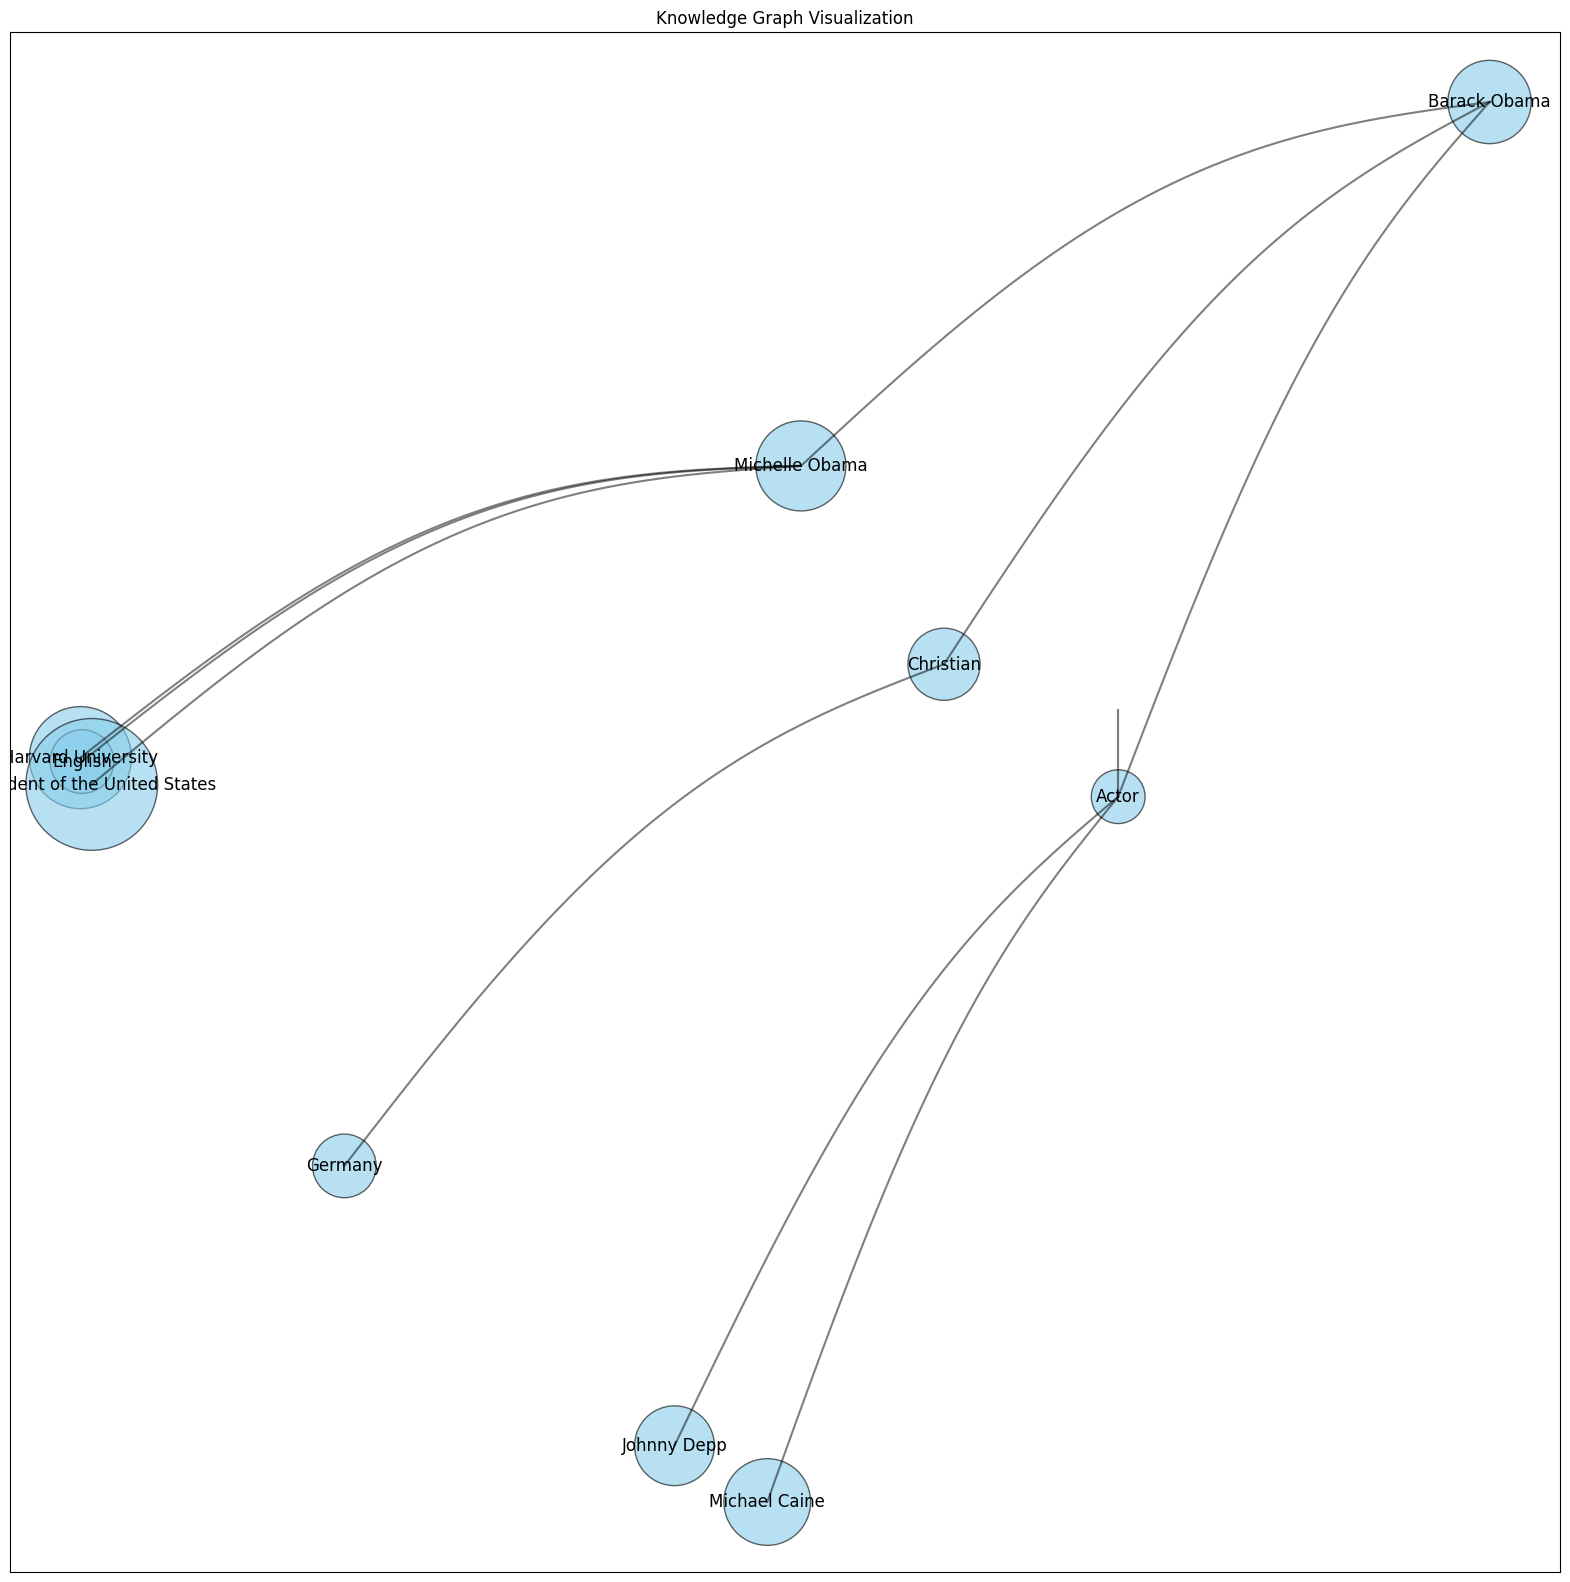 Knowledge Graph Visualization
Barack Obama
Michelle Obama
Christian
Harvard University
English
dent of the United States
Actor
Germany
Johnny Depp
Michael Caine